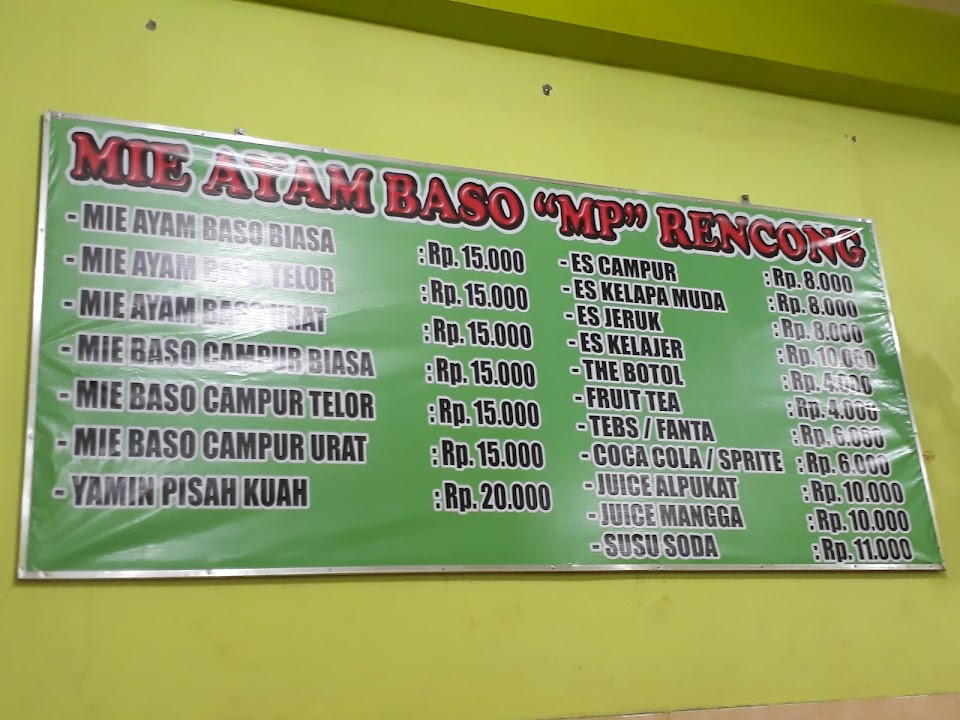 MIE AYAM BASO "MP" RENCONG
- MIE AYAM BASO BIASA : Rp. 15.000
- MIE AYAM BASO TELOR : Rp. 15.000
- MIE AYAM BASO URAT : Rp. 15.000
- MIE BASO CAMPUR BIASA : Rp. 15.000
- MIE BASO CAMPUR TELOR : Rp. 15.000
- MIE BASO CAMPUR URAT : Rp. 15.000
- YAMIN PISAH KUAH : Rp. 20.000
- ES CAMPUR : Rp. 8.000
- ES KELAPA MUDA : Rp. 8.000
- ES JERUK : Rp. 8.000
- ES KELAJER : Rp. 10.000
- THE BOTOL : Rp. 4.000
- FRUIT TEA : Rp. 4.000
- TEBS / FANTA : Rp. 6.000
- COCA COLA / SPRITE : Rp. 6.000
- JUICE ALPUKAT : Rp. 10.000
- JUICE MANGGA : Rp. 10.000
- SUSU SODA : Rp. 11.000